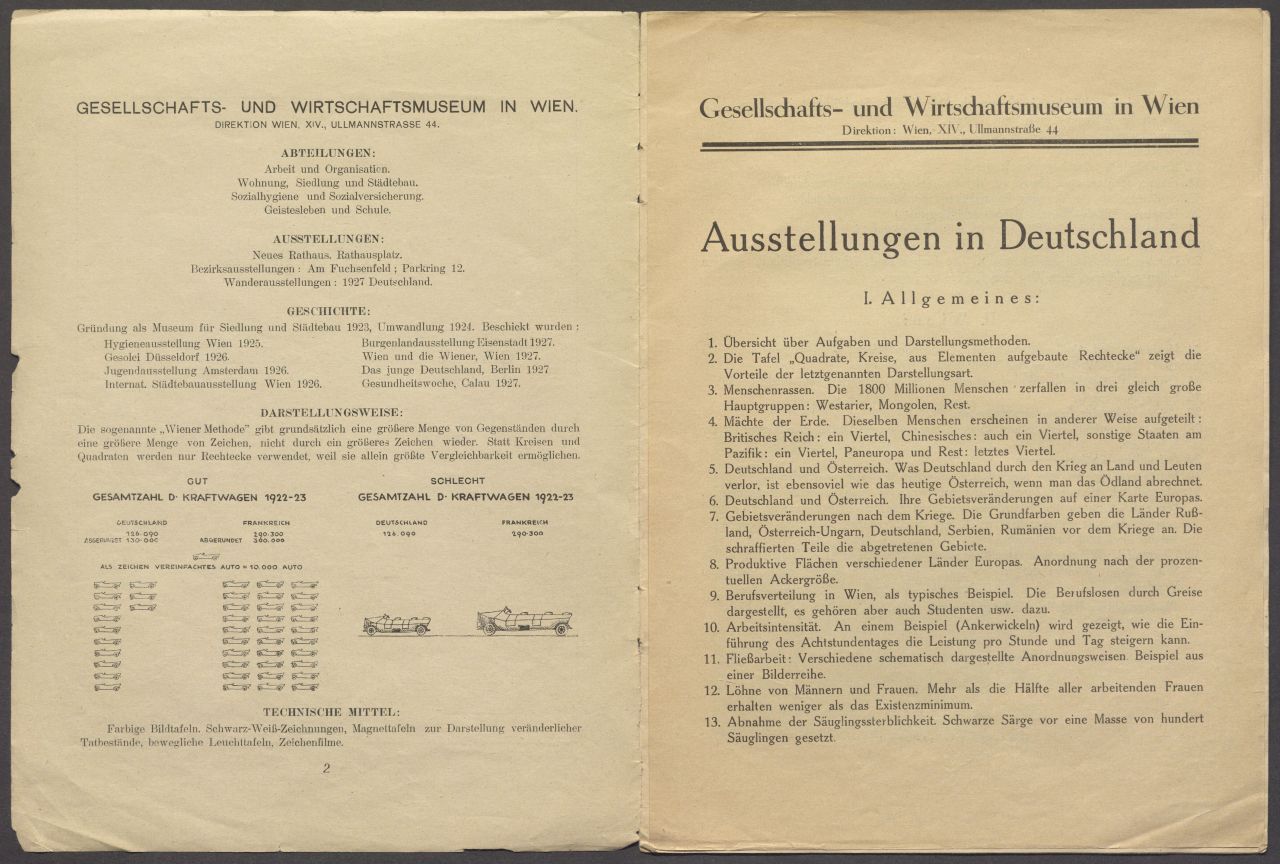 GESELLSCHAFTS- UND WIRTSCHAFTSMUSEUM IN WIEN.
DIREKTION WIEN, XIV., ULLMANNSTRASSE 44.
ABTEILUNGEN:
Arbeit und Organisation.
Wohnung, Siedlung und Städtebau.
Sozialhygiene und Sozialversicherung.
Geistesleben und Schule.
AUSSTELLUNGEN:
Neues Rathaus, Rathausplatz.
Bezirksausstellungen: Am Fuchsenfeld; Parkring 12.
Wanderausstellungen: 1927 Deutschland.
GESCHICHTE:
Gründung als Museum für Siedlung und Städtebau 1923, Umwandlung 1924. Beschickt wurden:
Hygieneausstellung Wien 1925.
Gesolei Düsseldorf 1926.
Jugendausstellung Amsterdam 1926.
Internat. Städtebauausstellung Wien 1926.
Burgenlandausstellung Eisenstadt 1927.
Wien und die Wiener, Wien 1927.
Das junge Deutschland, Berlin 1927
Gesundheitswoche, Calau 1927.
DARSTELLUNGSWEISE:
Die sogenannte „Wiener Methode" gibt grundsätzlich eine größere Menge von Gegenständen durch
eine größere Menge von Zeichen, nicht durch ein größeres Zeichen wieder. Statt Kreisen und
Quadraten werden nur Rechtecke verwendet, weil sie allein größte Vergleichbarkeit ermöglichen.
GUT
GESAMTZAHL D· KRAFTWAGEN 1922-23
DEUTSCHLAND
126.090
ABGERUNDET 130.000
FRANKREICH
290.300
ABGERUNDET 300.000
ALS ZEICHEN VEREINFACHTES AUTO = 10.000 AUTO
SCHLECHT
GESAMTZAHL D· KRAFTWAGEN 1922-23
DEUTSCHLAND
126.090
FRANKREICH
290.300
TECHNISCHE MITTEL:
Farbige Bildtafeln. Schwarz-Weiß-Zeichnungen, Magnettafeln zur Darstellung veränderlicher
Tatbestände, bewegliche Leuchttafeln, Zeichenfilme.
2
Gesellschafts- und Wirtschaftsmuseum in Wien
Direktion: Wien, XIV., Ullmannstraße 44
Ausstellungen in Deutschland
I. Allgemeines:
1. Übersicht über Aufgaben und Darstellungsmethoden.
2. Die Tafel „Quadrate, Kreise, aus Elementen aufgebaute Rechtecke" zeigt die
Vorteile der letztgenannten Darstellungsart.
3. Menschenrassen. Die 1800 Millionen Menschen zerfallen in drei gleich große
Hauptgruppen: Westarier, Mongolen, Rest.
4. Mächte der Erde. Dieselben Menschen erscheinen in anderer Weise aufgeteilt:
Britisches Reich: ein Viertel, Chinesisches: auch ein Viertel, sonstige Staaten am
Pazifik: ein Viertel, Paneuropa und Rest: letztes Viertel.
5. Deutschland und Österreich. Was Deutschland durch den Krieg an Land und Leuten
verlor, ist ebensoviel wie das heutige Österreich, wenn man das Ödland abrechnet.
6. Deutschland und Österreich. Ihre Gebietsveränderungen auf einer Karte Europas.
7. Gebietsveränderungen nach dem Kriege. Die Grundfarben geben die Länder Ruß-
land, Österreich-Ungarn, Deutschland, Serbien, Rumänien vor dem Kriege an. Die
schraffierten Teile die abgetretenen Gebiete.
8. Produktive Flächen verschiedener Länder Europas. Anordnung nach der prozen-
tuellen Ackergröße.
9. Berufsverteilung in Wien, als typisches Beispiel. Die Berufslosen durch Greise
dargestellt, es gehören aber auch Studenten usw. dazu.
10. Arbeitsintensität. An einem Beispiel (Ankerwickeln) wird gezeigt, wie die Ein-
führung des Achtstundentages die Leistung pro Stunde und Tag steigern kann.
11. Fließarbeit: Verschiedene schematisch dargestellte Anordnungsweisen. Beispiel aus
einer Bilderreihe.
12. Löhne von Männern und Frauen. Mehr als die Hälfte aller arbeitenden Frauen
erhalten weniger als das Existenzminimum.
13. Abnahme der Säuglingssterblichkeit. Schwarze Särge vor eine Masse von hundert
Säuglingen gesetzt.